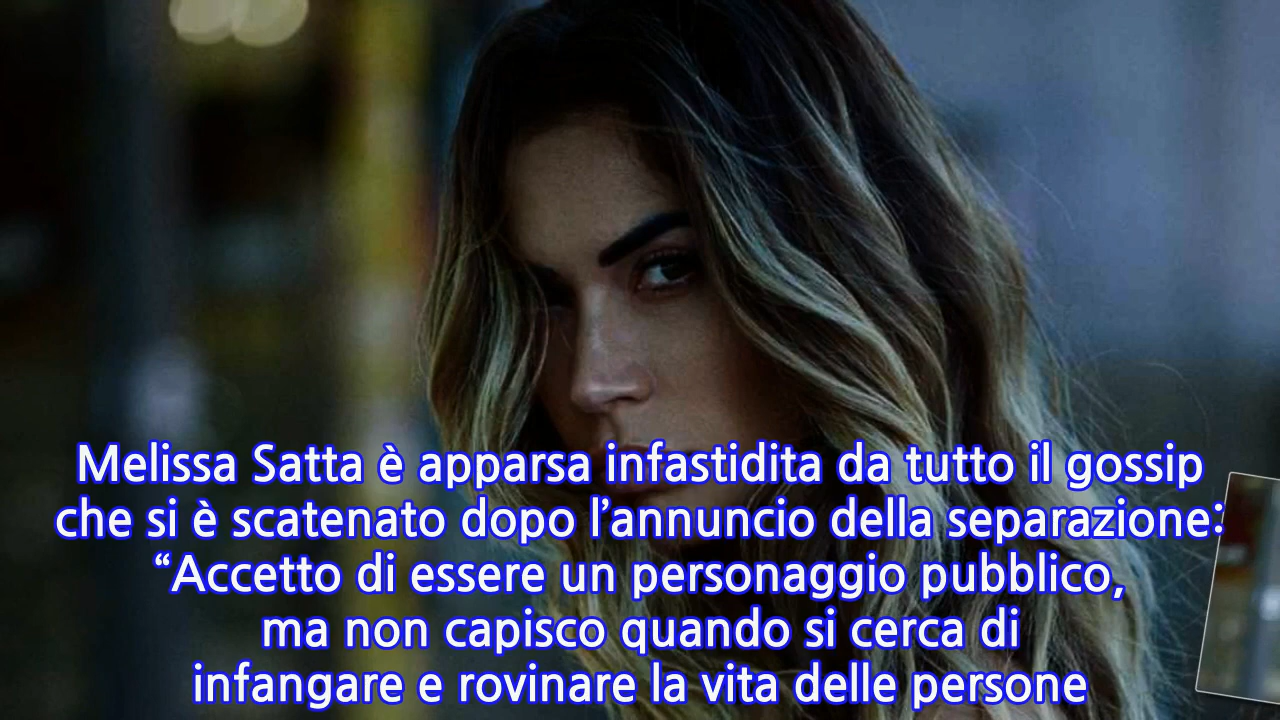 Melissa Satta è apparsa infastidita da tutto il gossip
che si è scatenato dopo l’annuncio della separazione:
“Accetto di essere un personaggio pubblico,
ma non capisco quando si cerca di
infangare e rovinare la vita delle persone